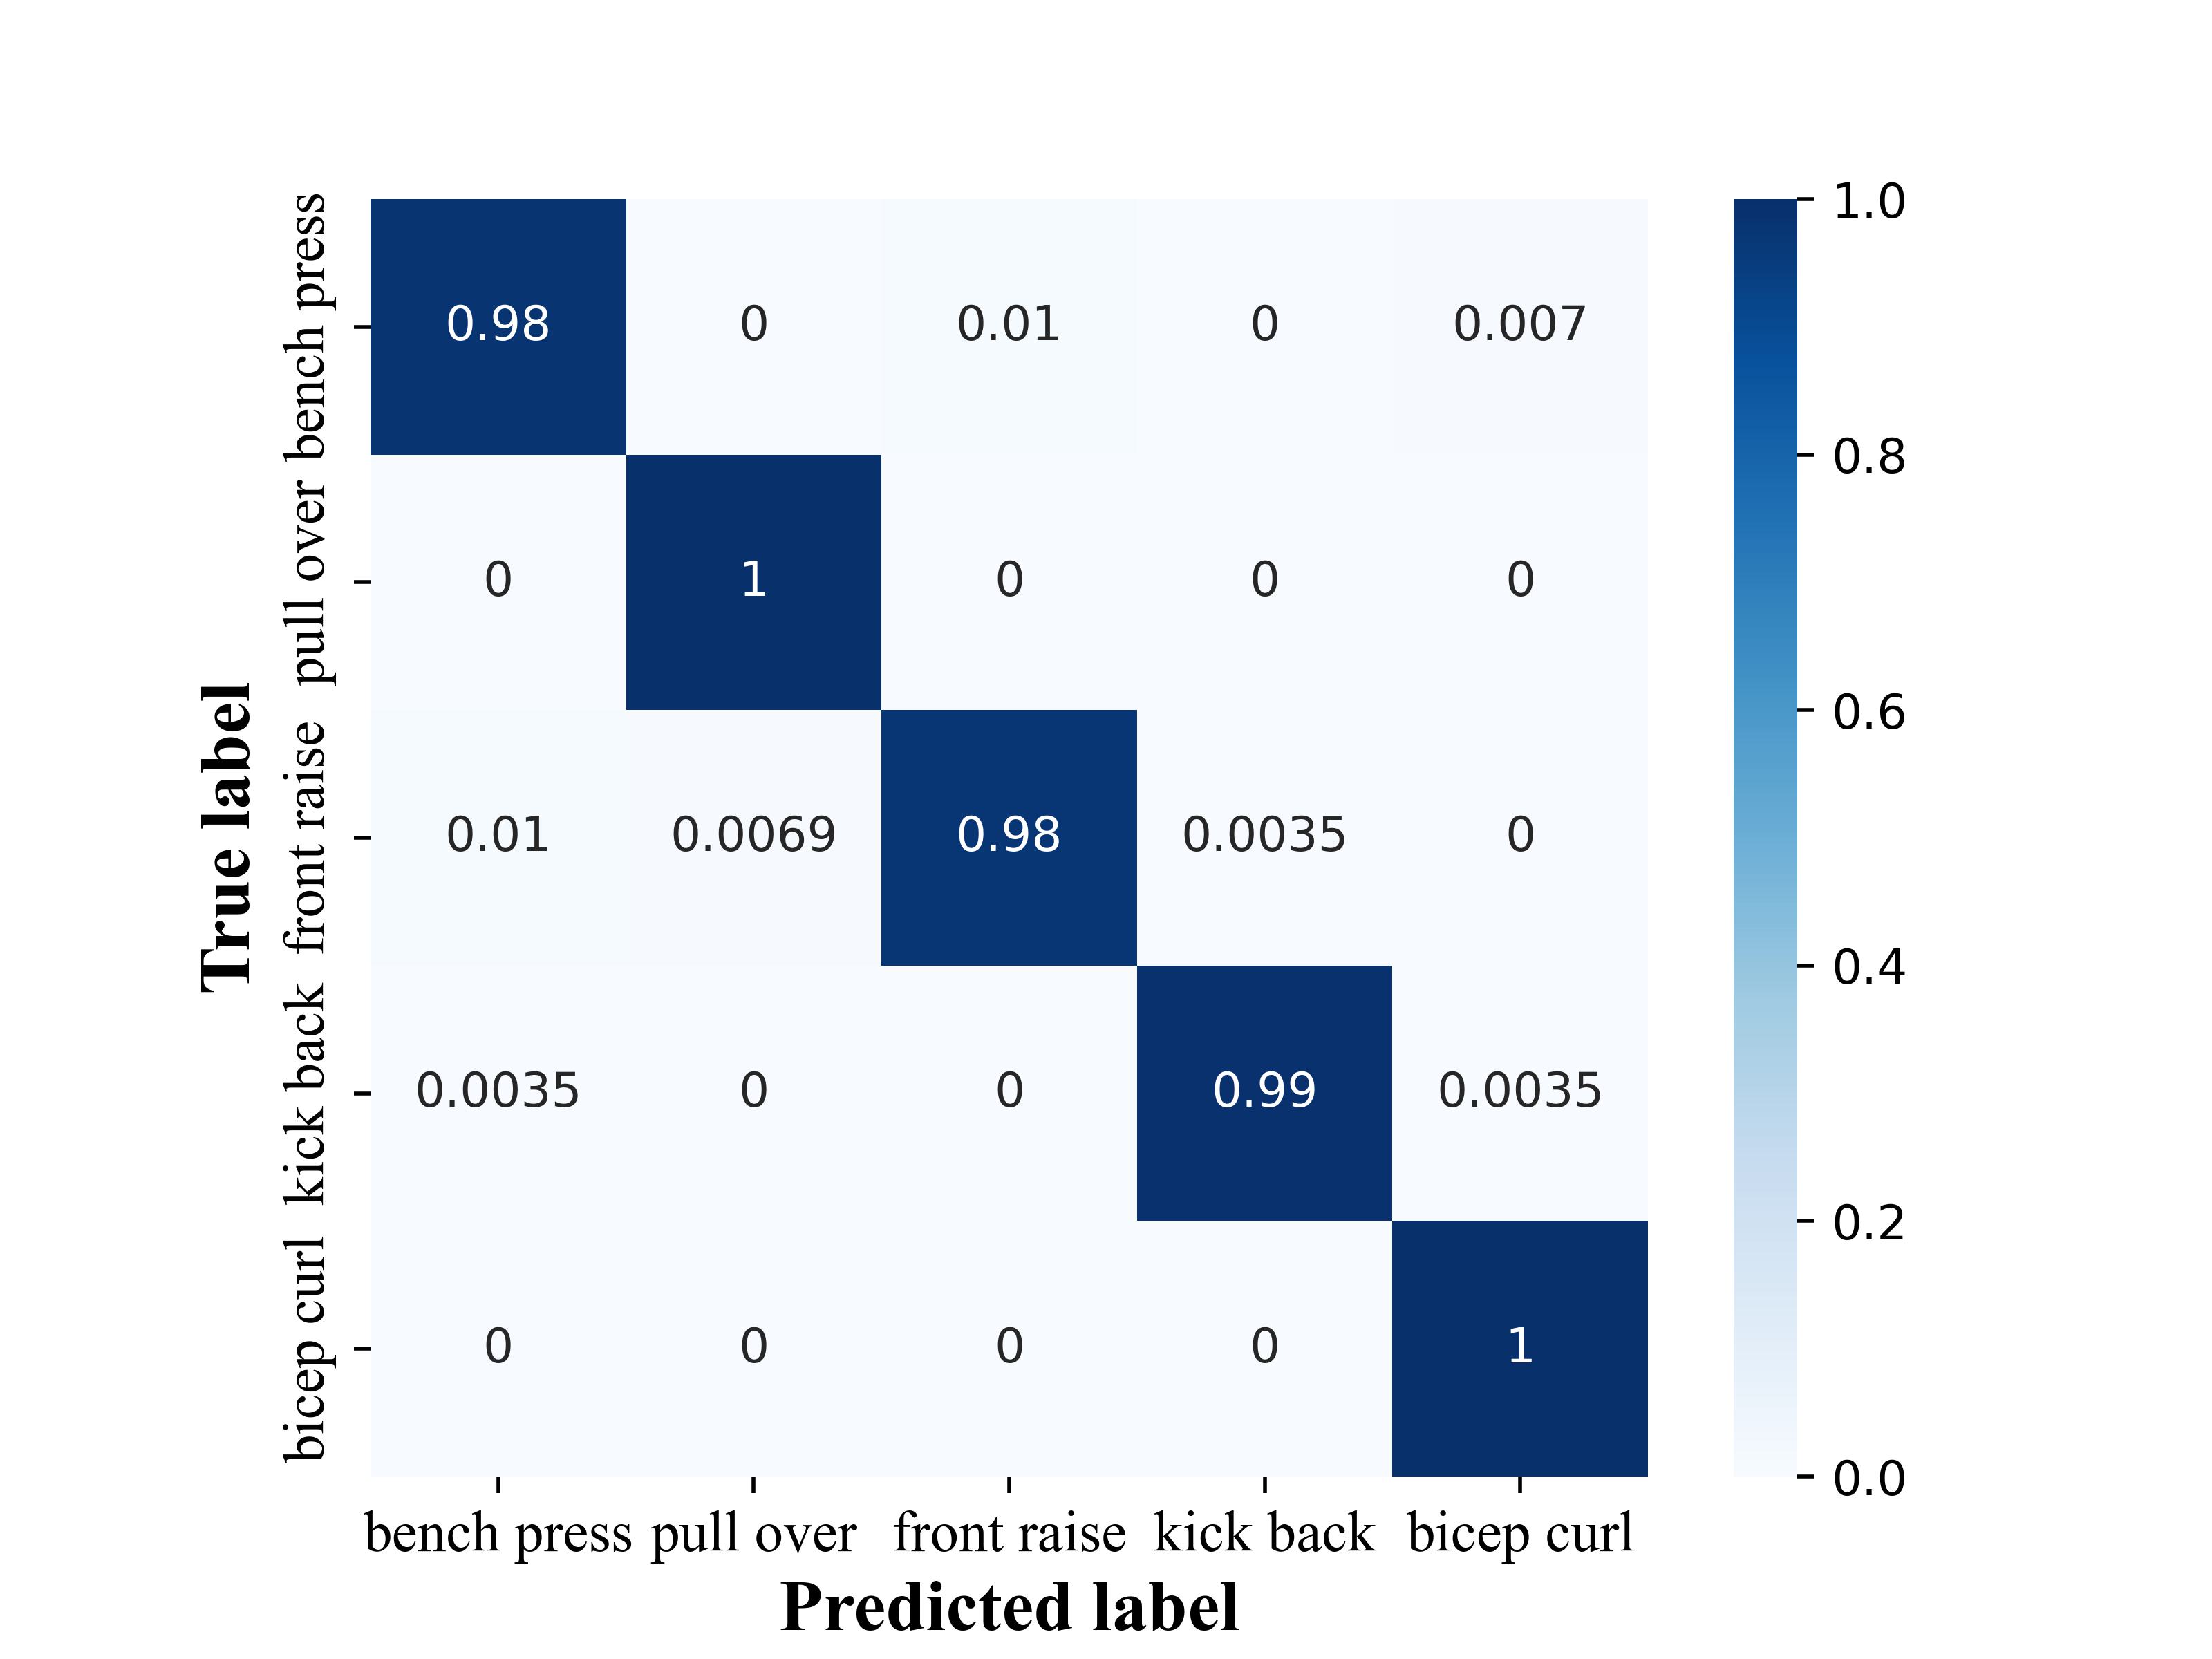 True label
bench press
pull over
front raise
kick back
bicep curl
0.98 0 0.01 0 0.007
0 1 0 0 0
0.01 0.0069 0.98 0.0035 0
0.0035 0 0 0.99 0.0035
0 0 0 0 1
bench press pull over front raise kick back bicep curl
Predicted label
1.0
0.8
0.6
0.4
0.2
0.0